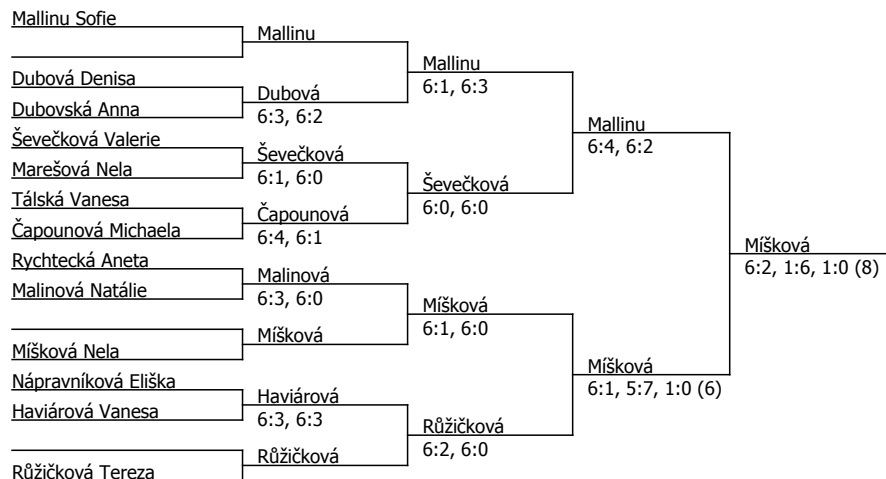 Mallinu Sofie
Mallinu
Mallinu
6:1, 6:3
Dubová Denisa
Dubová
6:3, 6:2
Dubovská Anna
Mallinu
6:4, 6:2
Ševečková Valerie
Ševečková
6:1, 6:0
Marešová Nela
Ševečková
6:0, 6:0
Tálská Vanesa
Čapounová
6:4, 6:1
Čapounová Michaela
Míšková
6:2, 1:6, 1:0 (8)
Rychtecká Aneta
Malinová
6:3, 6:0
Malinová Natálie
Míšková
6:1, 6:0
Míšková
Míšková Nela
Míšková
6:1, 5:7, 1:0 (6)
Nápravníková Eliška
Haviárová
6:3, 6:3
Haviárová Vanesa
Růžičková
6:2, 6:0
Růžičková
Růžičková Tereza